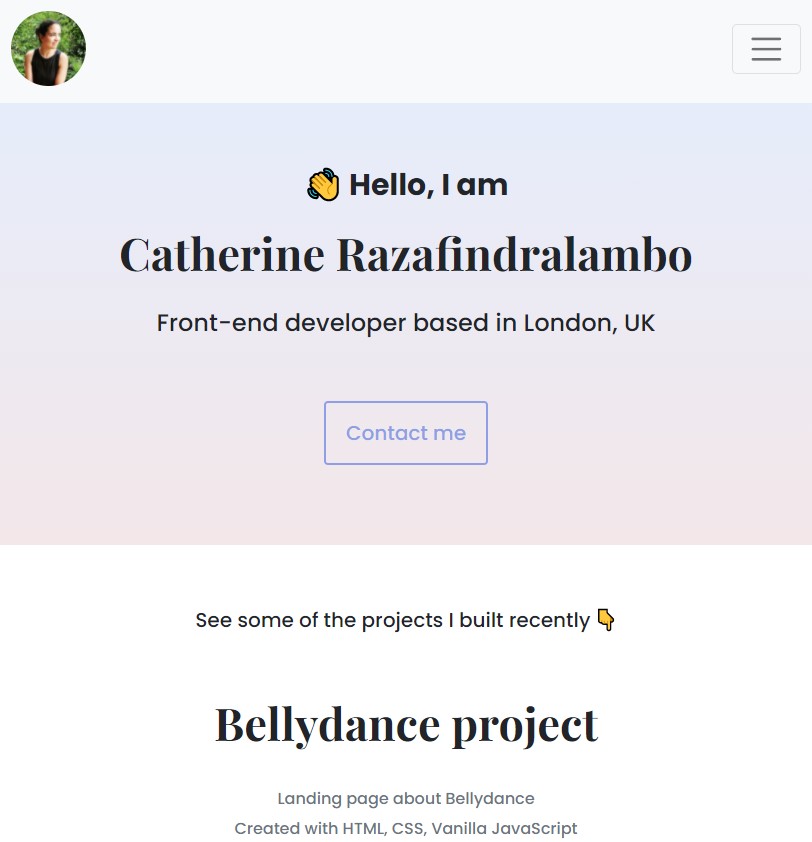 👋 Hello, I am
Catherine Razafindralambo
Front-end developer based in London, UK
Contact me
See some of the projects I built recently 👇
Bellydance project
Landing page about Bellydance
Created with HTML, CSS, Vanilla JavaScript